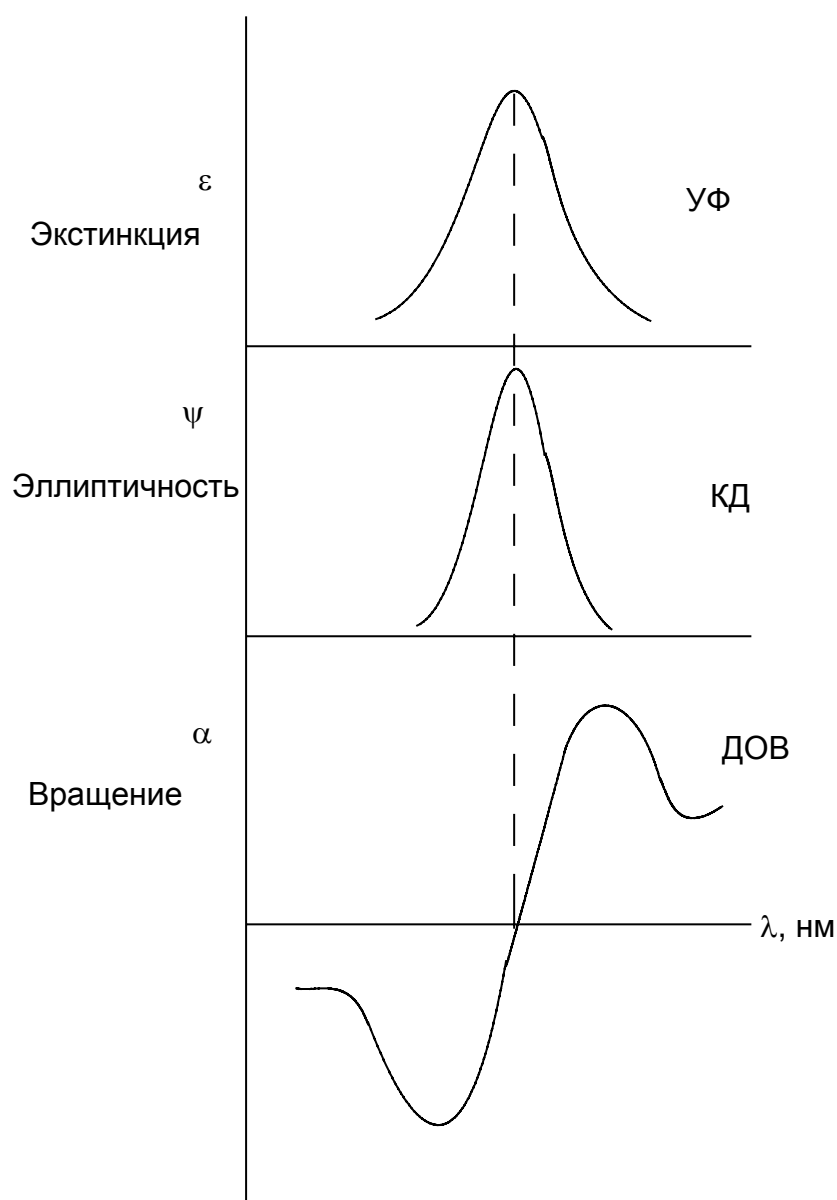 ε
УФ
Экстинкция
ψ
Эллиптичность
КД
α
ДОВ
Вращение
λ, нм